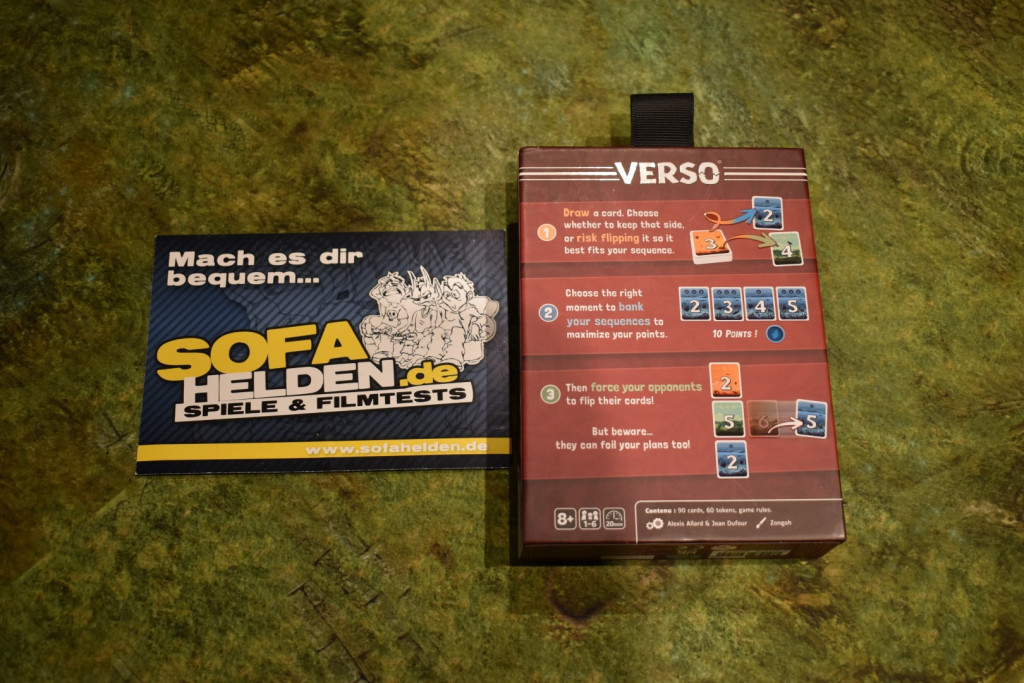 Mach es dir
bequem...
SOFA
HELDEN.de
SPIELE & FILMTESTS
www.sofahelden.de
VERSO
1
Draw a card. Choose
whether to keep that side,
or risk flipping it so it
best fits your sequence.
2
3
4
2
Choose the right
moment to bank
your sequences to
maximize your points.
2 3 4 5
10 POINTS !
3
Then force your opponents
to flip their cards!
But beware...
they can foil your plans too!
2
5 6 5
2
8+
1-6
20min
Contenu : 90 cards, 60 tokens, game rules.
Alexis Allard & Joan Dufour
Zongoh